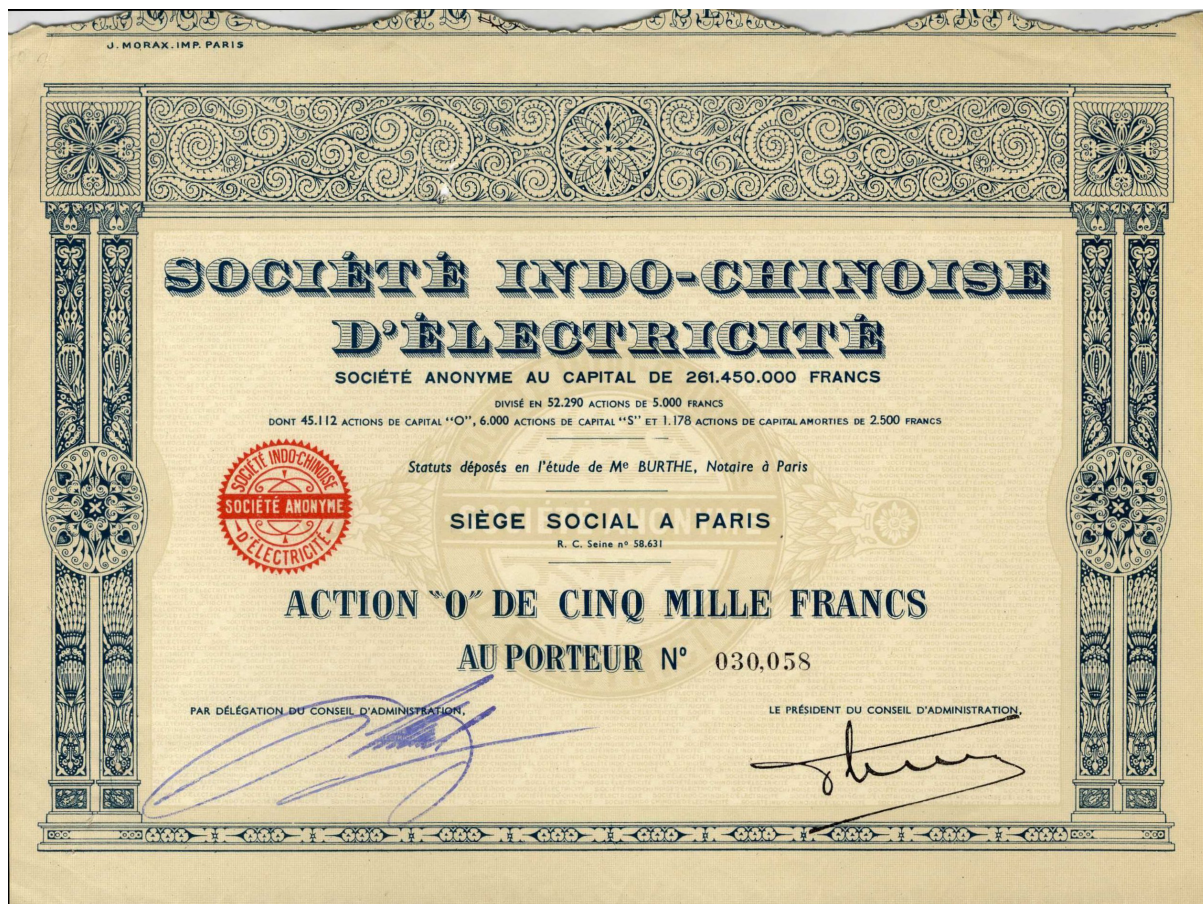 J. MORAX. IMP. PARIS
SOCIÉTÉ INDO-CHINOISE
D'ÉLECTRICITÉ
SOCIÉTÉ ANONYME AU CAPITAL DE 261.450.000 FRANCS
DIVISÉ EN 52.290 ACTIONS DE 5.000 FRANCS
DONT 45.112 ACTIONS DE CAPITAL "O", 6.000 ACTIONS DE CAPITAL "S" ET 1.178 ACTIONS DE CAPITAL AMORTIES DE 2.500 FRANCS
Statuts déposés en l'étude de Me BURTHE, Notaire à Paris
SOCIÉTÉ INDO-CHINOISE
SOCIÉTÉ ANONYME
D'ÉLECTRICITÉ
SIÈGE SOCIAL A PARIS
R. C. Seine nº 58.631
ACTION "O" DE CINQ MILLE FRANCS
AU PORTEUR Nº 030,058
PAR DÉLÉGATION DU CONSEIL D'ADMINISTRATION,
LE PRÉSIDENT DU CONSEIL D'ADMINISTRATION,